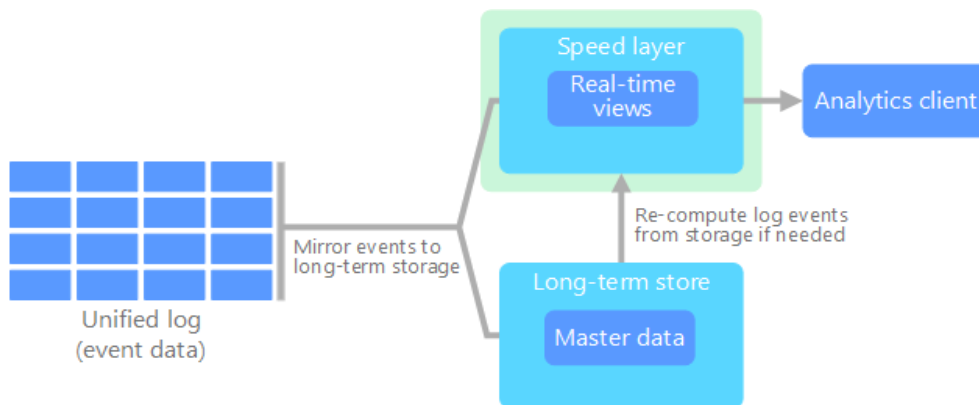 Speed layer
Real-time
views
Analytics client
Mirror events to
long-term storage
Re-compute log events
from storage if needed
Unified log
(event data)
Long-term store
Master data